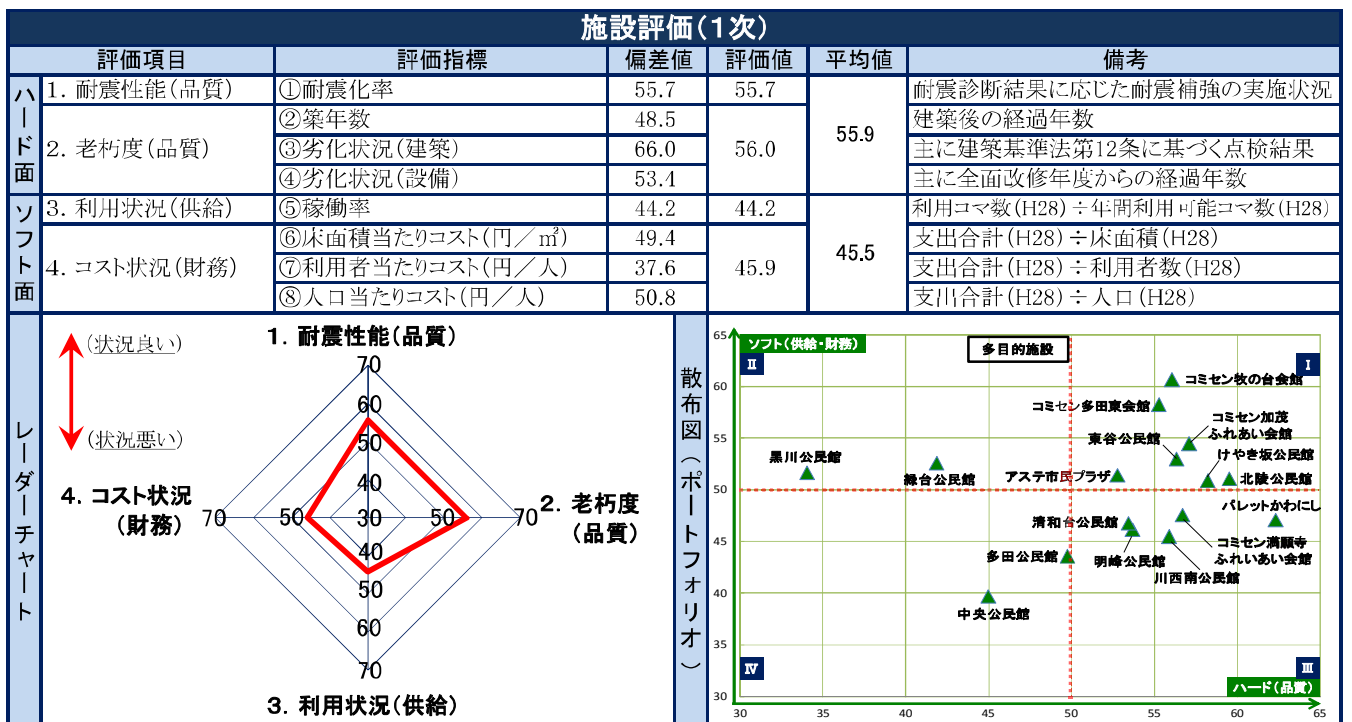 施設評価(1次)
評価項目 評価指標 偏差値 評価値 平均値 備考
ハード面
1. 耐震性能(品質) ①耐震化率 55.7 55.7 55.9 耐震診断結果に応じた耐震補強の実施状況
2. 老朽度(品質) ②築年数 48.5 56.0 建築後の経過年数
③劣化状況(建築) 66.0 主に建築基準法第12条に基づく点検結果
④劣化状況(設備) 53.4 主に全面改修年度からの経過年数
ソフト面
3. 利用状況(供給) ⑤稼働率 44.2 44.2 45.5 利用コマ数(H28)÷年間利用可能コマ数(H28)
4. コスト状況(財務) ⑥床面積当たりコスト(円/㎡) 49.4 45.9 支出合計(H28)÷床面積(H28)
⑦利用者当たりコスト(円/人) 37.6 支出合計(H28)÷利用者数(H28)
⑧人口当たりコスト(円/人) 50.8 支出合計(H28)÷人口(H28)
レーダーチャート
(状況良い)
(状況悪い)
1. 耐震性能(品質)
70
60
50
40
4. コスト状況
(財務)
70 50 30 50 70
2. 老朽度
(品質)
40
50
60
70
3. 利用状況(供給)
散布図(ポートフォリオ)
65
60
55
50
45
40
35
30
ソフト(供給・財務)
多目的施設
Ⅱ
Ⅰ
コミセン牧の台会館
コミセン多田東会館
コミセン加茂
ふれあい会館
東谷公民館
けやき坂公民館
黒川公民館
緑台公民館
アステ市民プラザ
北陵公民館
パレットかわにし
清和台公民館
明峰公民館
コミセン満願寺
ふれいあい会館
川西南公民館
多田公民館
中央公民館
Ⅳ
Ⅲ
ハード(品質)
30 35 40 45 50 55 60 65